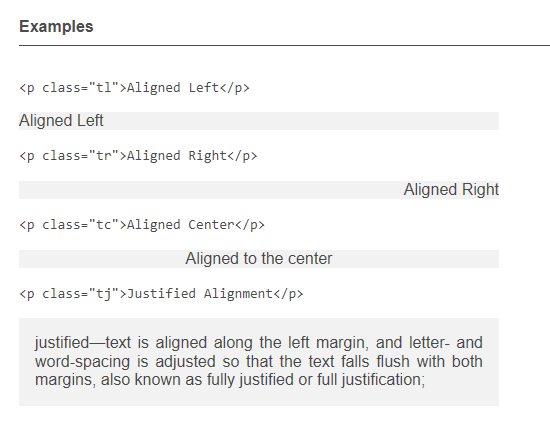 Examples
<p class="tl">Aligned Left</p>
Aligned Left
<p class="tr">Aligned Right</p>
Aligned Right
<p class="tc">Aligned Center</p>
Aligned to the center
<p class="tj">Justified Alignment</p>
justified—text is aligned along the left margin, and letter- and
word-spacing is adjusted so that the text falls flush with both
margins, also known as fully justified or full justification;